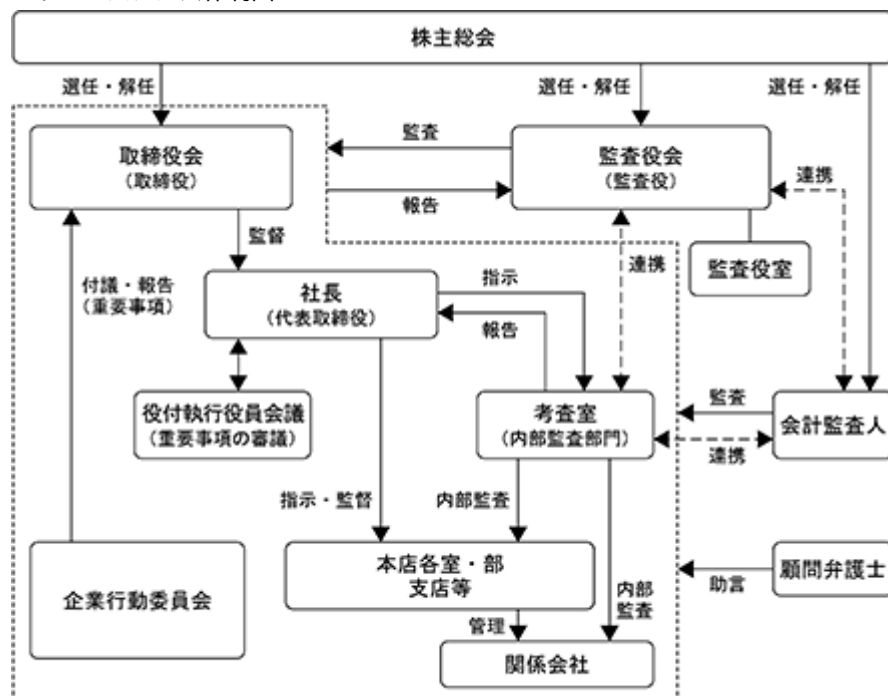 株主総会
選任・解任
選任・解任
選任・解任
取締役会
(取締役)
監査
監査役会
(監査役)
連携
報告
監督
連携
監査役室
付議・報告
(重要事項)
社長
(代表取締役)
指示
報告
役付執行役員会議
(重要事項の審議)
考査室
(内部監査部門)
監査
会計監査人
連携
指示・監督
内部監査
企業行動委員会
本店各室・部
支店等
内部
監査
助言
顧問弁護士
管理
関係会社